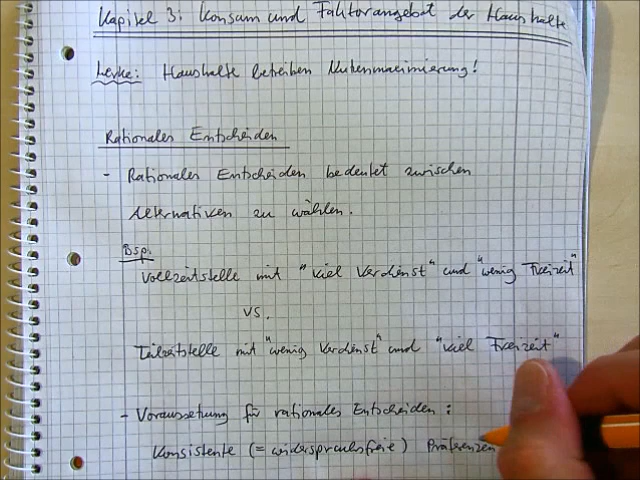 Kapitel 3: Konsum und Faktorangebot der Haushalte
Merke: Haushalte betreiben Nutzenmaximierung!
Rationales Entscheiden
- Rationales Entscheiden bedeutet zwischen
Alternativen zu wählen.
Bsp.
Vollzeitstelle mit "viel Verdienst" und "wenig Freizeit"
vs.
Teilzeitstelle mit "wenig Verdienst" und "viel Freizeit"
- Voraussetzung für rationales Entscheiden:
Konsistente (= widerspruchsfreie) Präferenzen